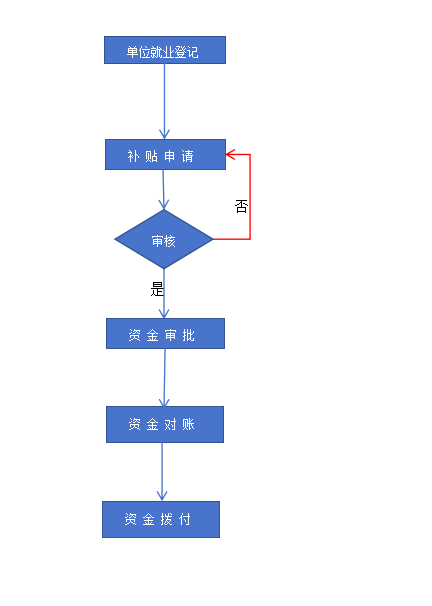 单位就业登记
补 贴 申 请
否
审核
是
资 金 审 批
资 金 对 账
资 金 拨 付